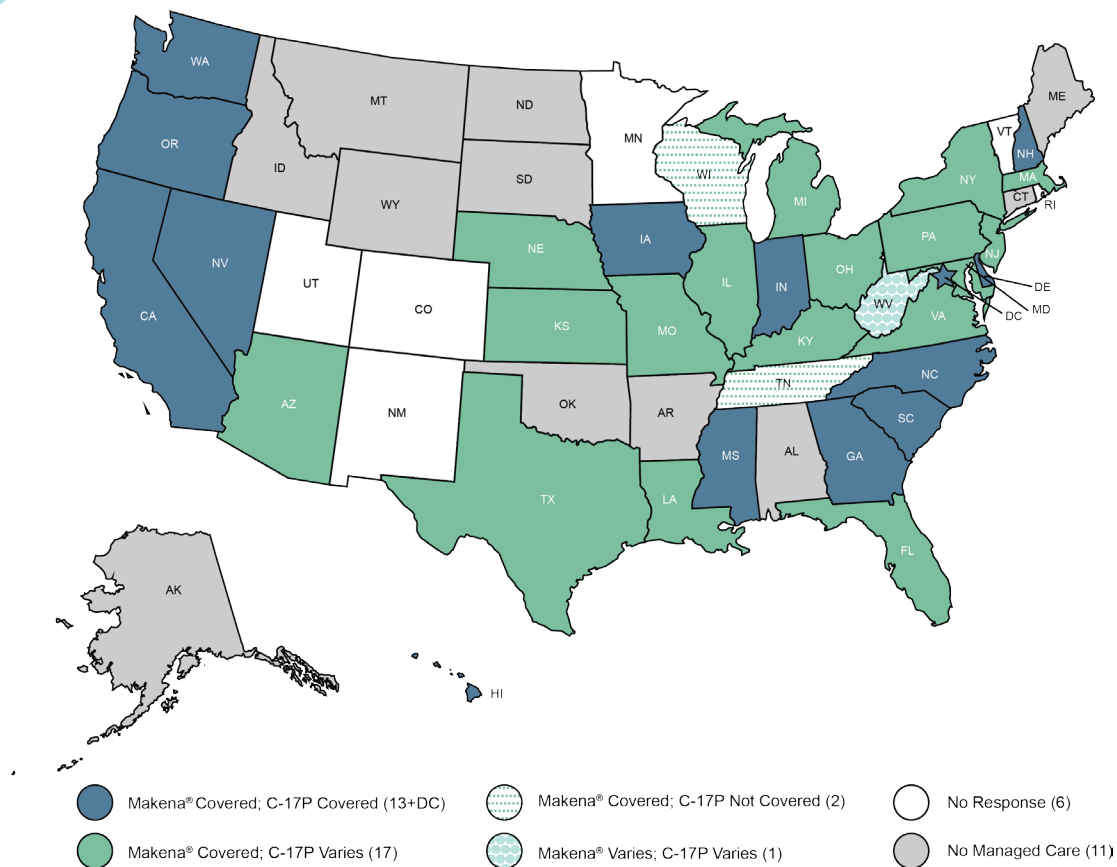 WA
MT
ND
MN
ME
VT
OR
ID
SD
WI
NH
NY
MA
WY
MI
CT
RI
IA
PA
NE
NV
OH
NJ
UT
IL
IN
DE
CO
WV
MD
CA
DC
VA
KS
MO
KY
NC
TN
AZ
NM
OK
AR
SC
MS
AL
GA
TX
LA
FL
AK
HI
Makena® Covered; C-17P Covered (13+DC)
Makena® Covered; C-17P Not Covered (2)
No Response (6)
Makena® Covered; C-17P Varies (17)
Makena® Varies; C-17P Varies (1)
No Managed Care (11)